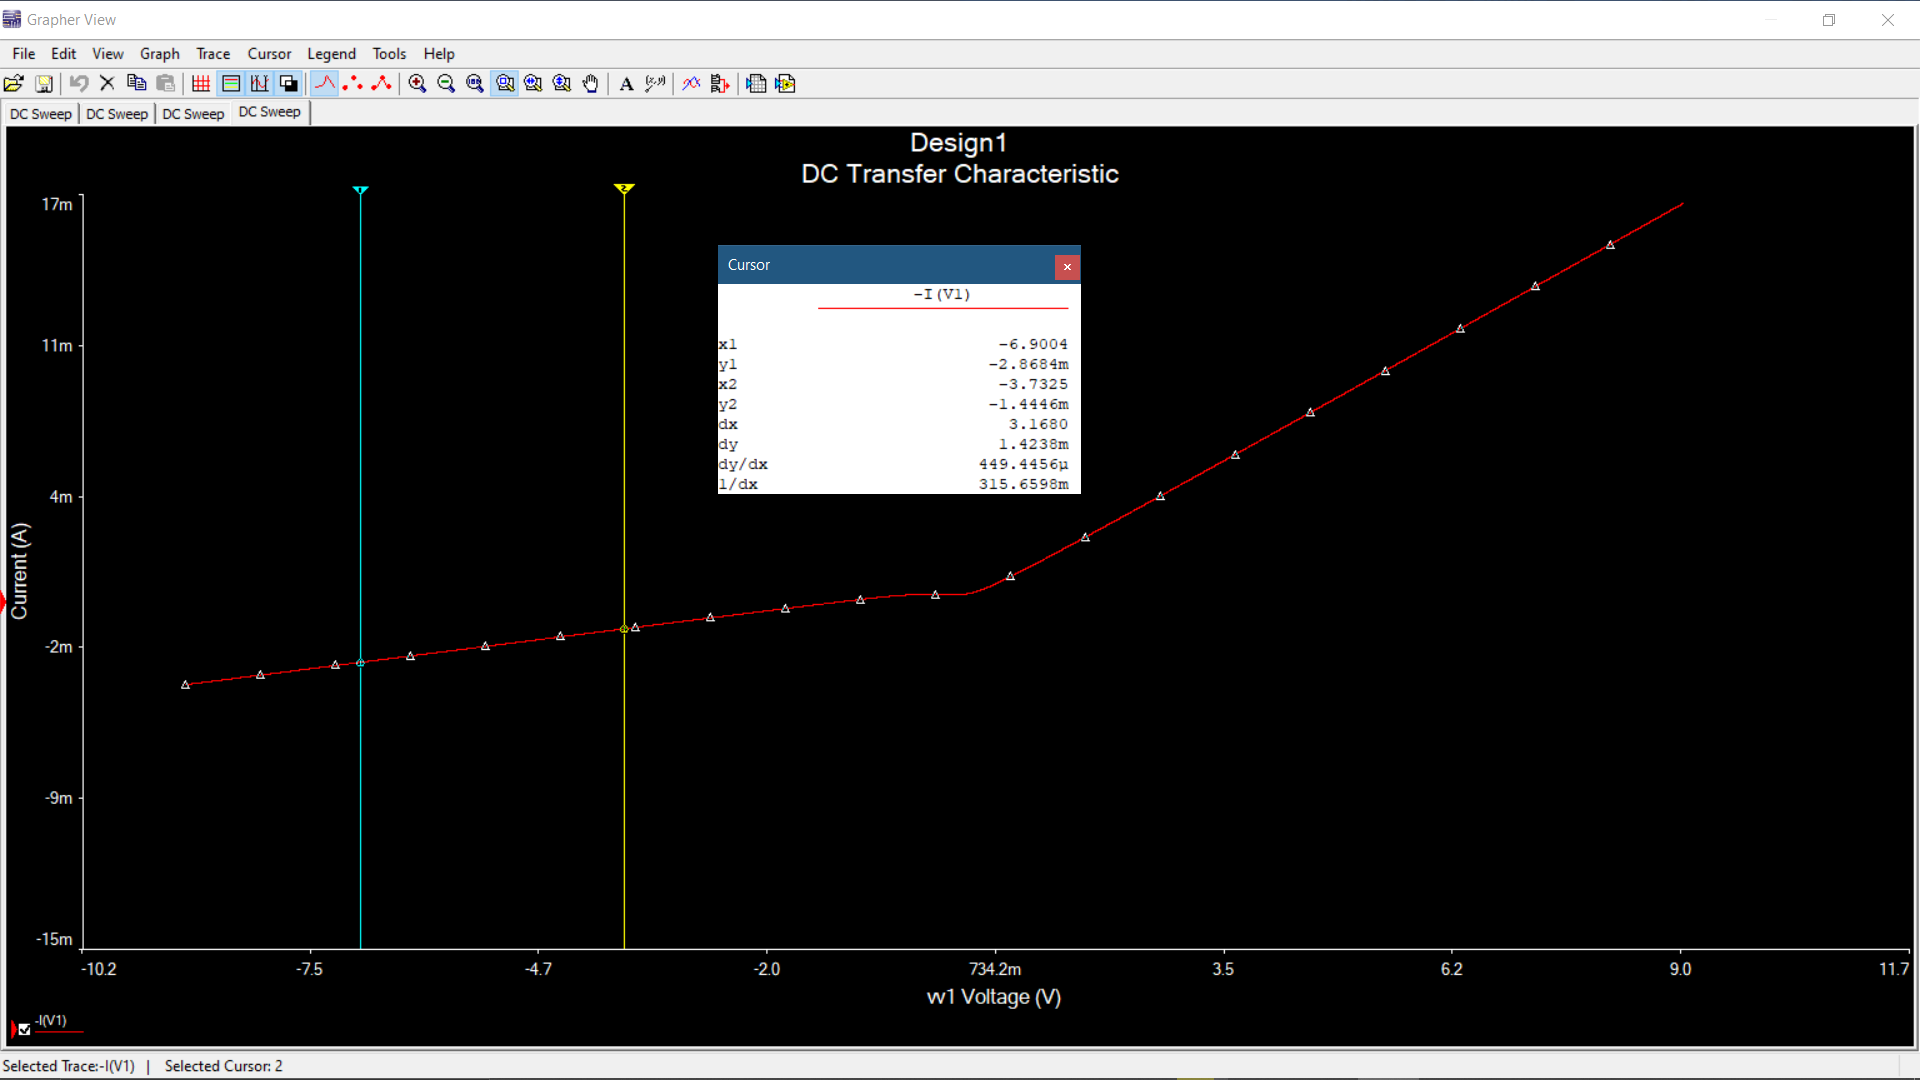 Grapher View
File Edit View Graph Trace Cursor Legend Tools Help
DC Sweep DC Sweep DC Sweep DC Sweep
Design1
DC Transfer Characteristic
1 2
Cursor
-I(V1)
x1 -6.9004
y1 -2.8684m
x2 -3.7325
y2 -1.4446m
dx 3.1680
dy 1.4238m
dy/dx 449.4456µ
1/dx 315.6598m
17m
11m
4m
-2m
-9m
-15m
Current (A)
-10.2 -7.5 -4.7 -2.0 734.2m 3.5 6.2 9.0 11.7
vv1 Voltage (V)
-I(V1)
Selected Trace:-I(V1) | Selected Cursor: 2